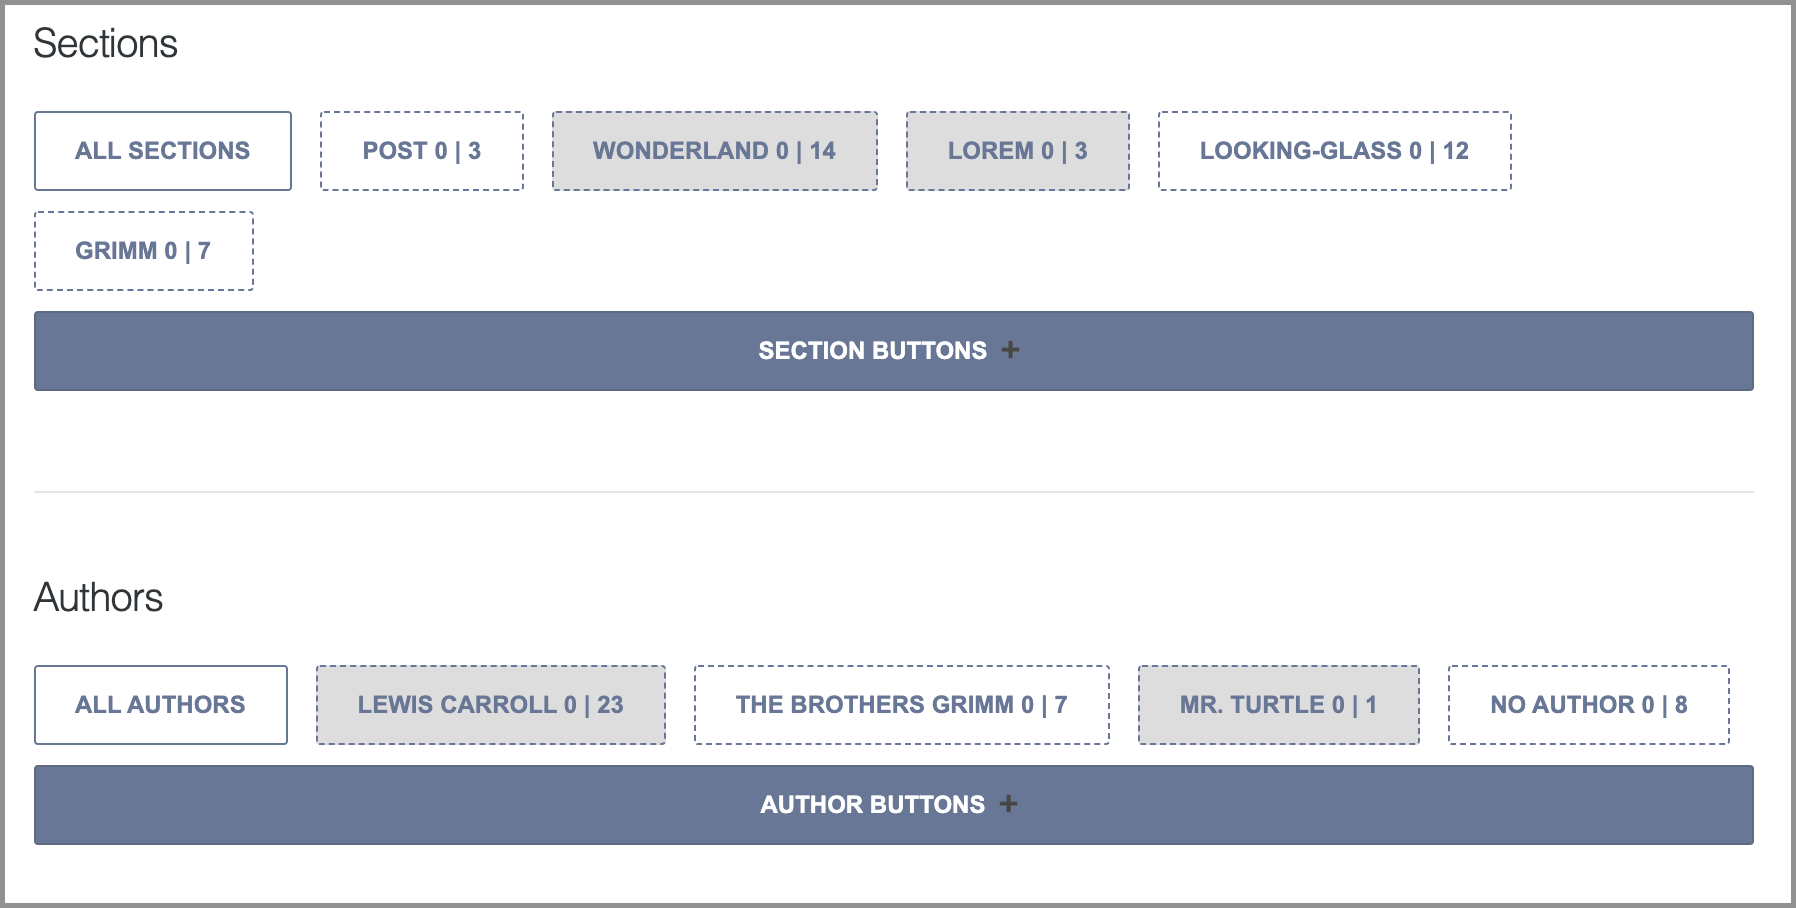 Sections
ALL SECTIONS POST 0 | 3 WONDERLAND 0 | 14 LOREM 0 | 3 LOOKING-GLASS 0 | 12
GRIMM 0 | 7
SECTION BUTTONS +
Authors
ALL AUTHORS LEWIS CARROLL 0 | 23 THE BROTHERS GRIMM 0 | 7 MR. TURTLE 0 | 1 NO AUTHOR 0 | 8
AUTHOR BUTTONS +